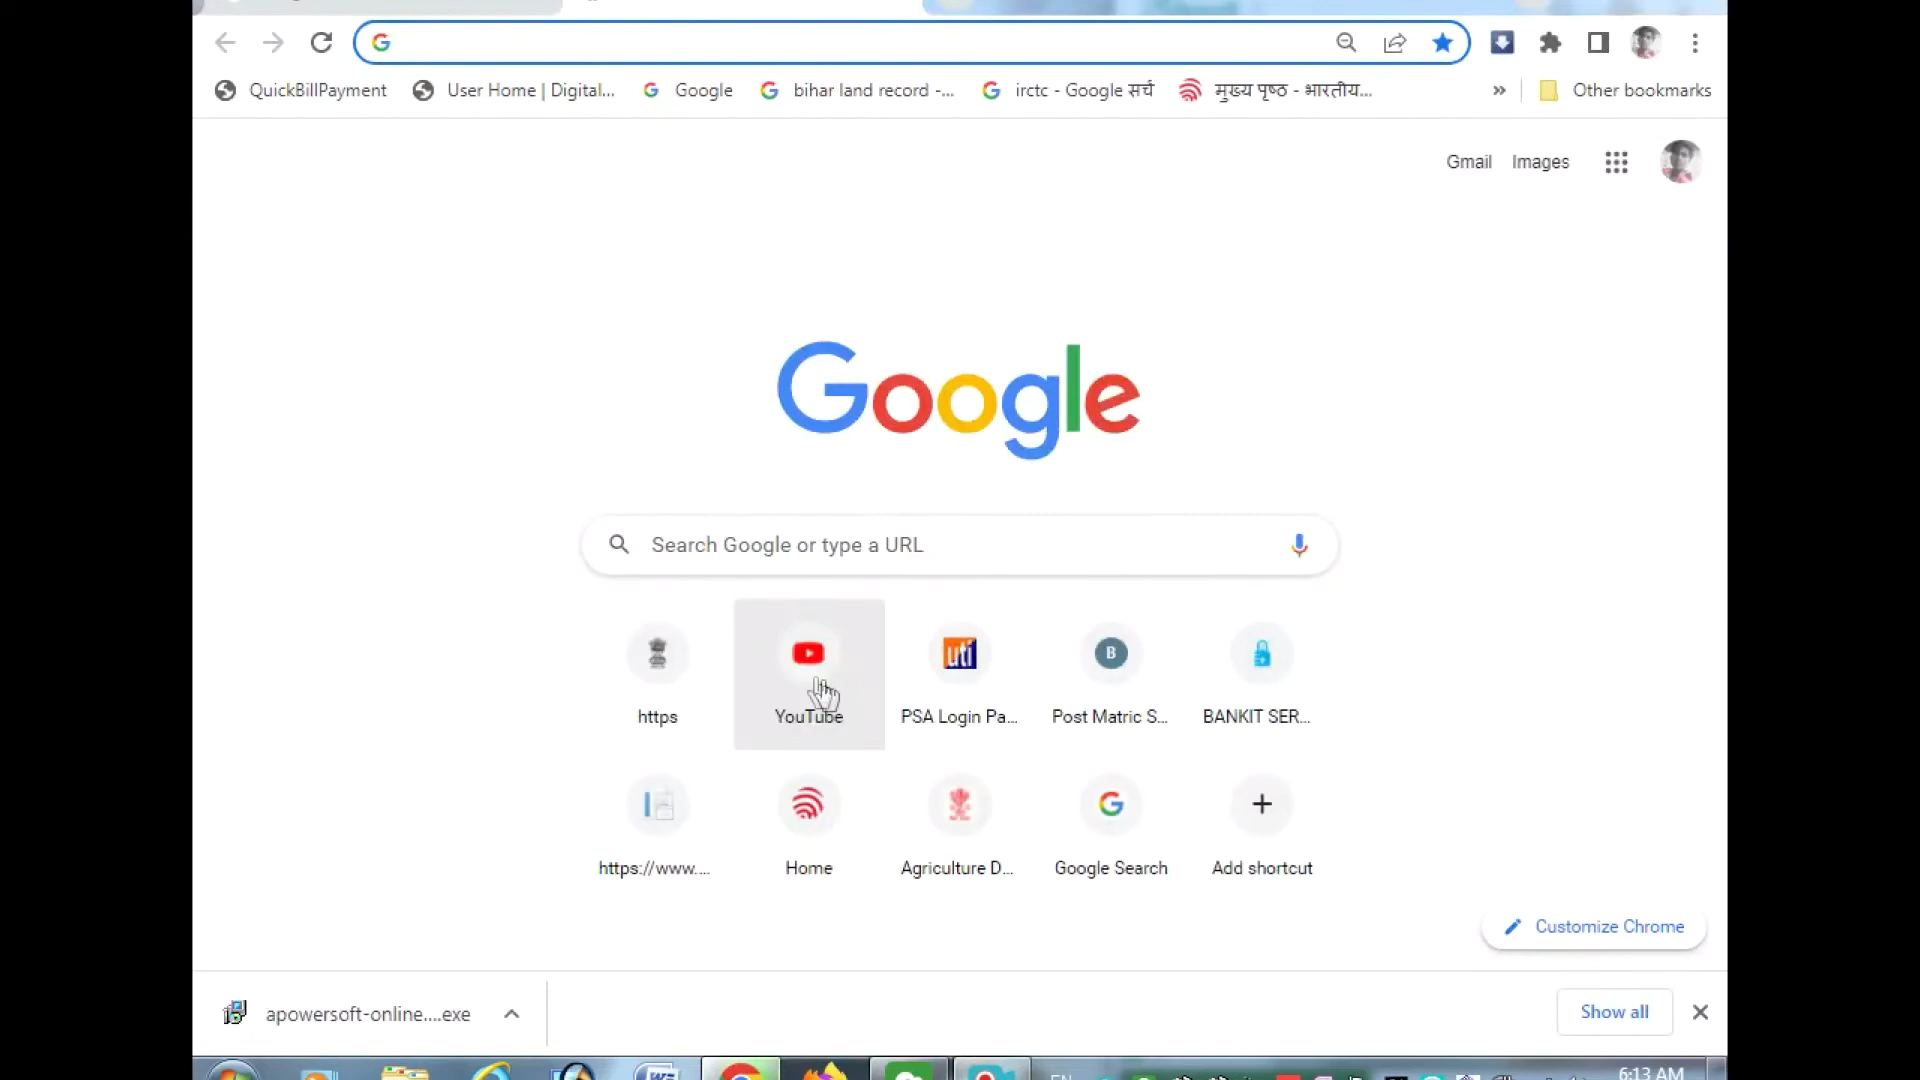 QuickBillPayment User Home | Digital... Google bihar land record -... irctc - Google सर्च मुख्य पृष्ठ - भारतीय... » Other bookmarks
Gmail Images
Google
Search Google or type a URL
uti B
https YouTube PSA Login Pa... Post Matric S... BANKIT SER...
https://www.... Home Agriculture D... Google Search Add shortcut
Customize Chrome
apowersoft-online....exe Show all
EN 6:13 AM